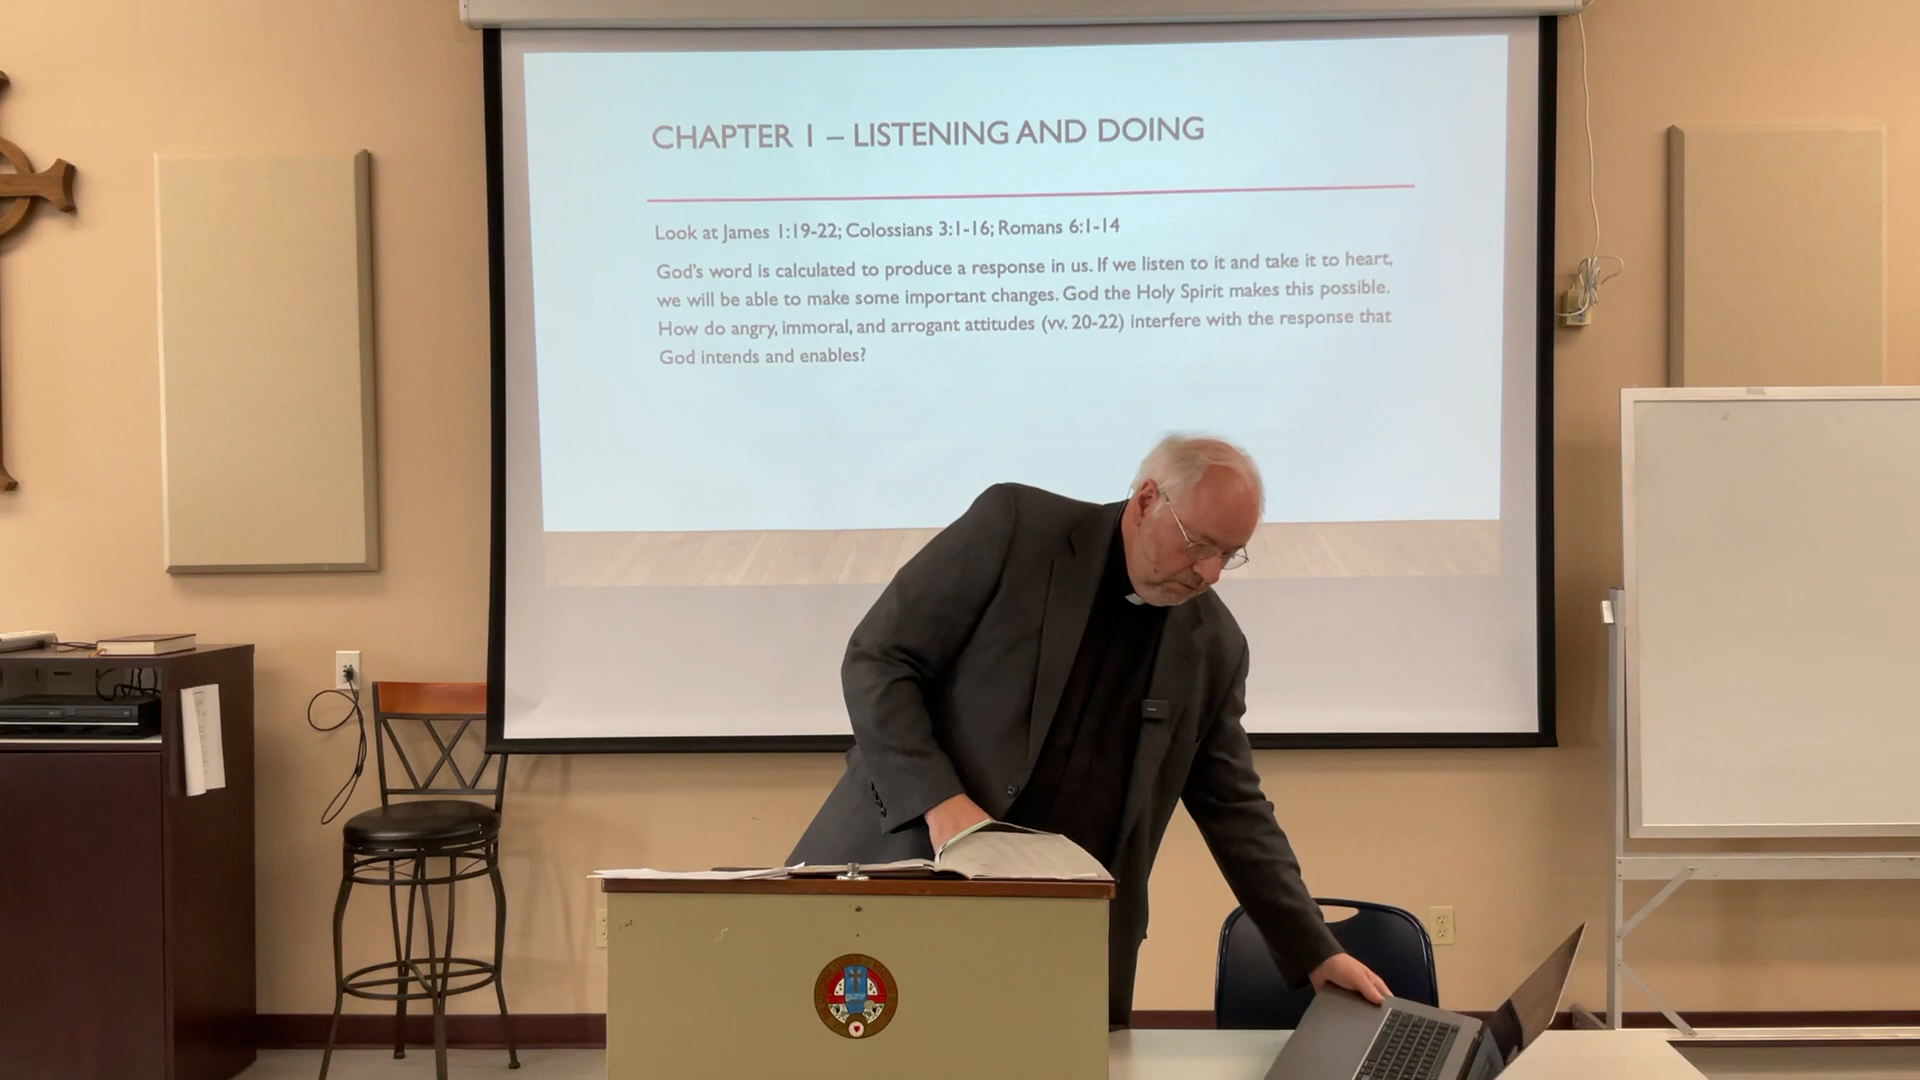 CHAPTER 1 – LISTENING AND DOING
Look at James 1:19-22; Colossians 3:1-16; Romans 6:1-14
God's word is calculated to produce a response in us. If we listen to it and take it to heart,
we will be able to make some important changes. God the Holy Spirit makes this possible.
How do angry, immoral, and arrogant attitudes (vv. 20-22) interfere with the response that
God intends and enables?